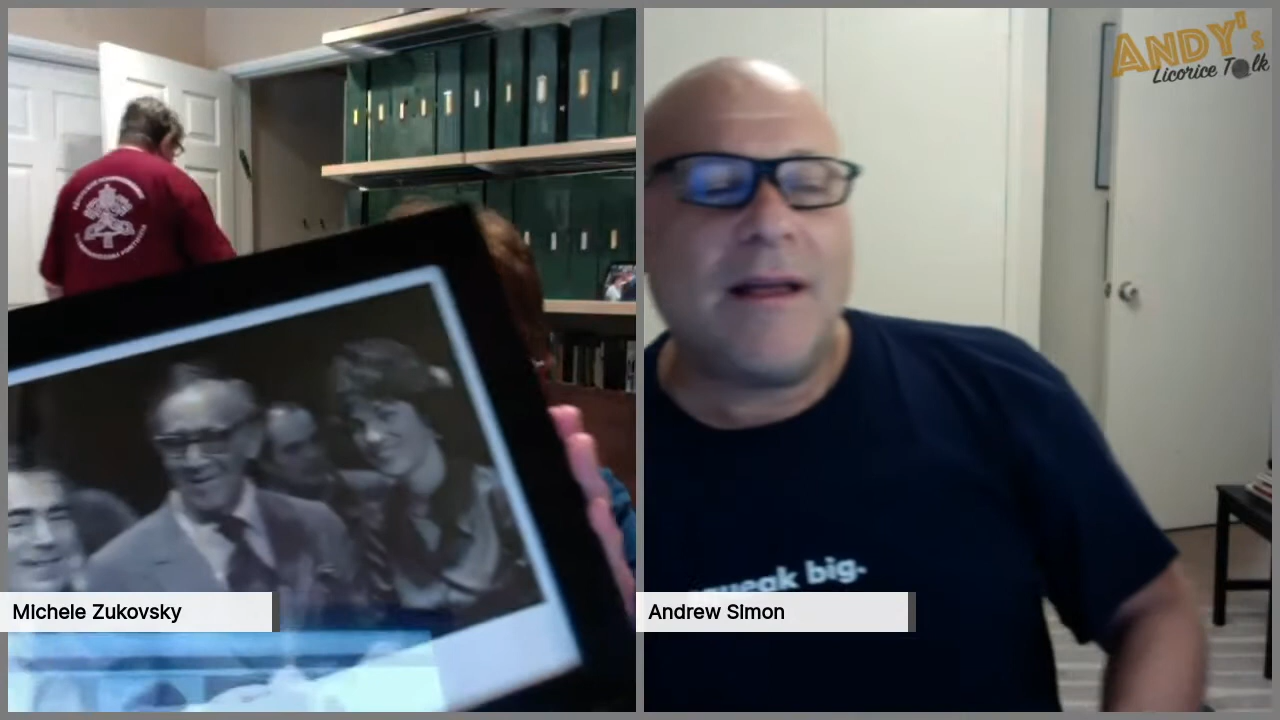 ANDY's
Licorice Talk
squeak big.
Michele Zukovsky
Andrew Simon